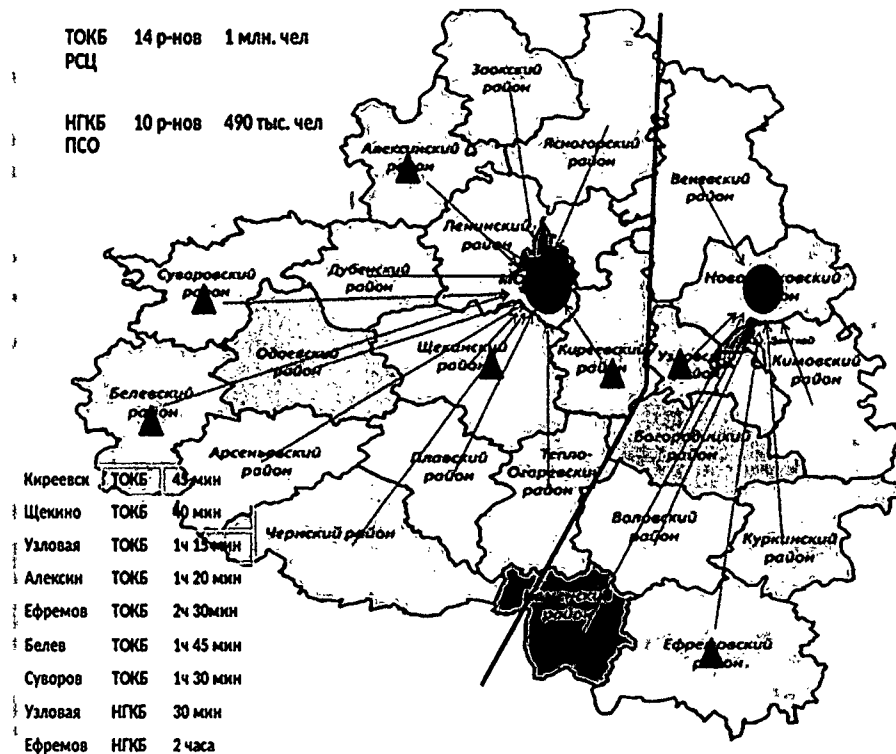 ТОКБ 14 р-нов 1 млн. чел
РСЦ
НГКБ 10 р-нов 490 тыс. чел
ПСО
Заокский
район
Алексинский
район
Ясногорский
район
Веневский
район
Ленинский
район
Суворовский
район
Дубенский
район
район
Одоевский
район
Щекинский
район
Киреевский
район
район
Кимовский
район
Белевский
район
Арсеньевский
район
Плавский
район
Тепло-
Огаревский
район
Богородицкий
район
Чернский район
Воловский
район
Куркинский
район
район
Ефремовский
район
Киреевск ТОКБ 45 мин
Щекино ТОКБ 40 мин
Узловая ТОКБ 1ч 15мин
Алексин ТОКБ 1ч 20 мин
Ефремов ТОКБ 2ч 30мин
Белев ТОКБ 1ч 45 мин
Суворов ТОКБ 1ч 30 мин
Узловая НГКБ 30 мин
Ефремов НГКБ 2 часа